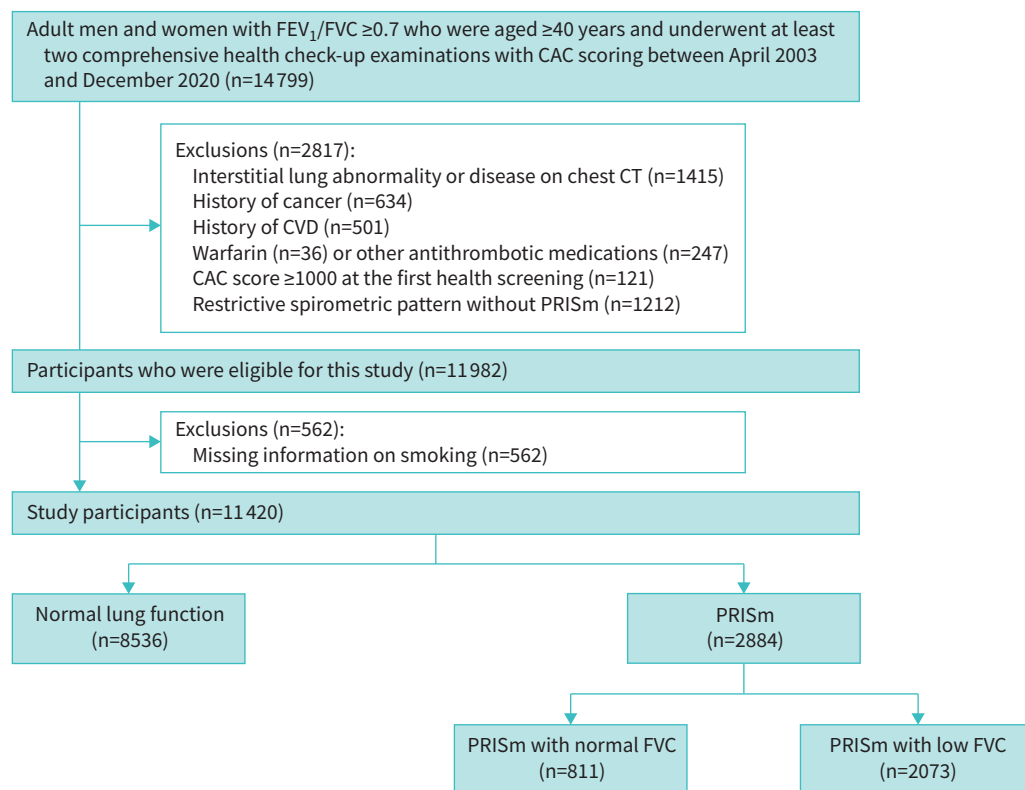 Adult men and women with FEV₁/FVC ≥0.7 who were aged ≥40 years and underwent at least
two comprehensive health check-up examinations with CAC scoring between April 2003
and December 2020 (n=14 799)
Exclusions (n=2817):
Interstitial lung abnormality or disease on chest CT (n=1415)
History of cancer (n=634)
History of CVD (n=501)
Warfarin (n=36) or other antithrombotic medications (n=247)
CAC score ≥1000 at the first health screening (n=121)
Restrictive spirometric pattern without PRISm (n=1212)
Participants who were eligible for this study (n=11 982)
Exclusions (n=562):
Missing information on smoking (n=562)
Study participants (n=11 420)
Normal lung function
(n=8536)
PRISm
(n=2884)
PRISm with normal FVC
(n=811)
PRISm with low FVC
(n=2073)